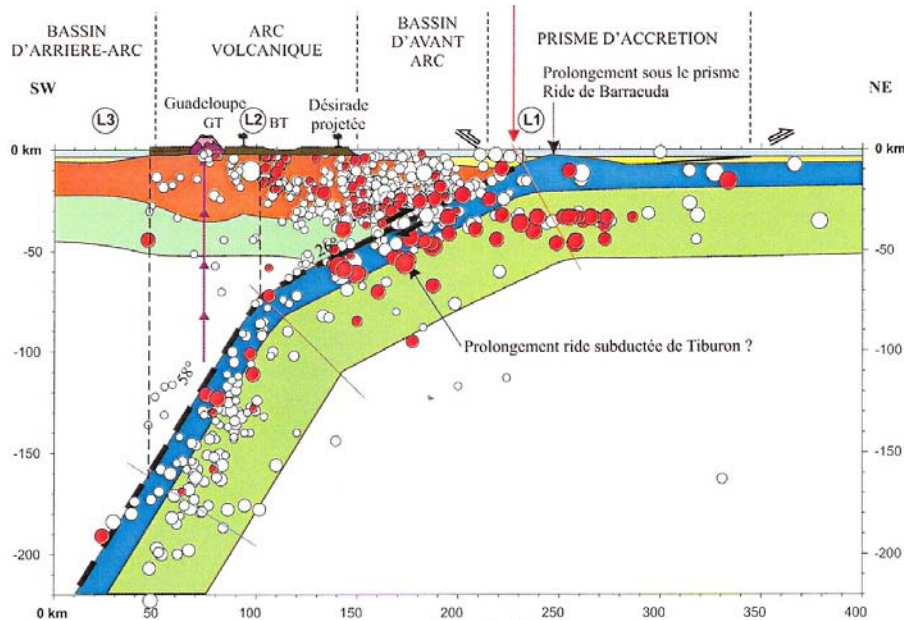 BASSIN
D'ARRIERE-ARC
ARC
VOLCANIQUE
BASSIN
D'AVANT
ARC
PRISME D'ACCRETION
SW
NE
Prolongement sous le prisme
Ride de Barracuda
Guadeloupe
Désirade
projetée
L3
GT
L2
BT
L1
0 km
0 km
-50
-50
-100
-100
-150
-150
-200
-200
26°
58°
Prolongement ride subductée de Tiburon ?
0 km
50
100
150
200
250
300
350
400